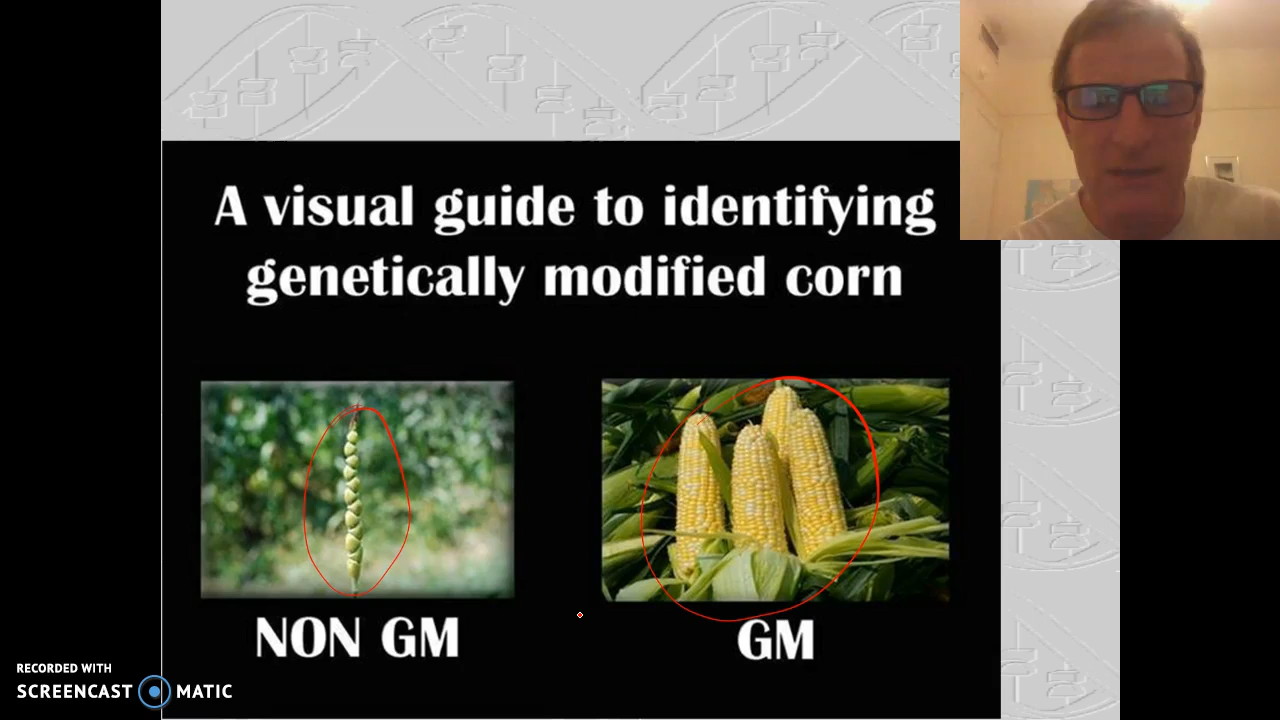 A visual guide to identifying
genetically modified corn
NON GM
GM
RECORDED WITH
SCREENCAST MATIC